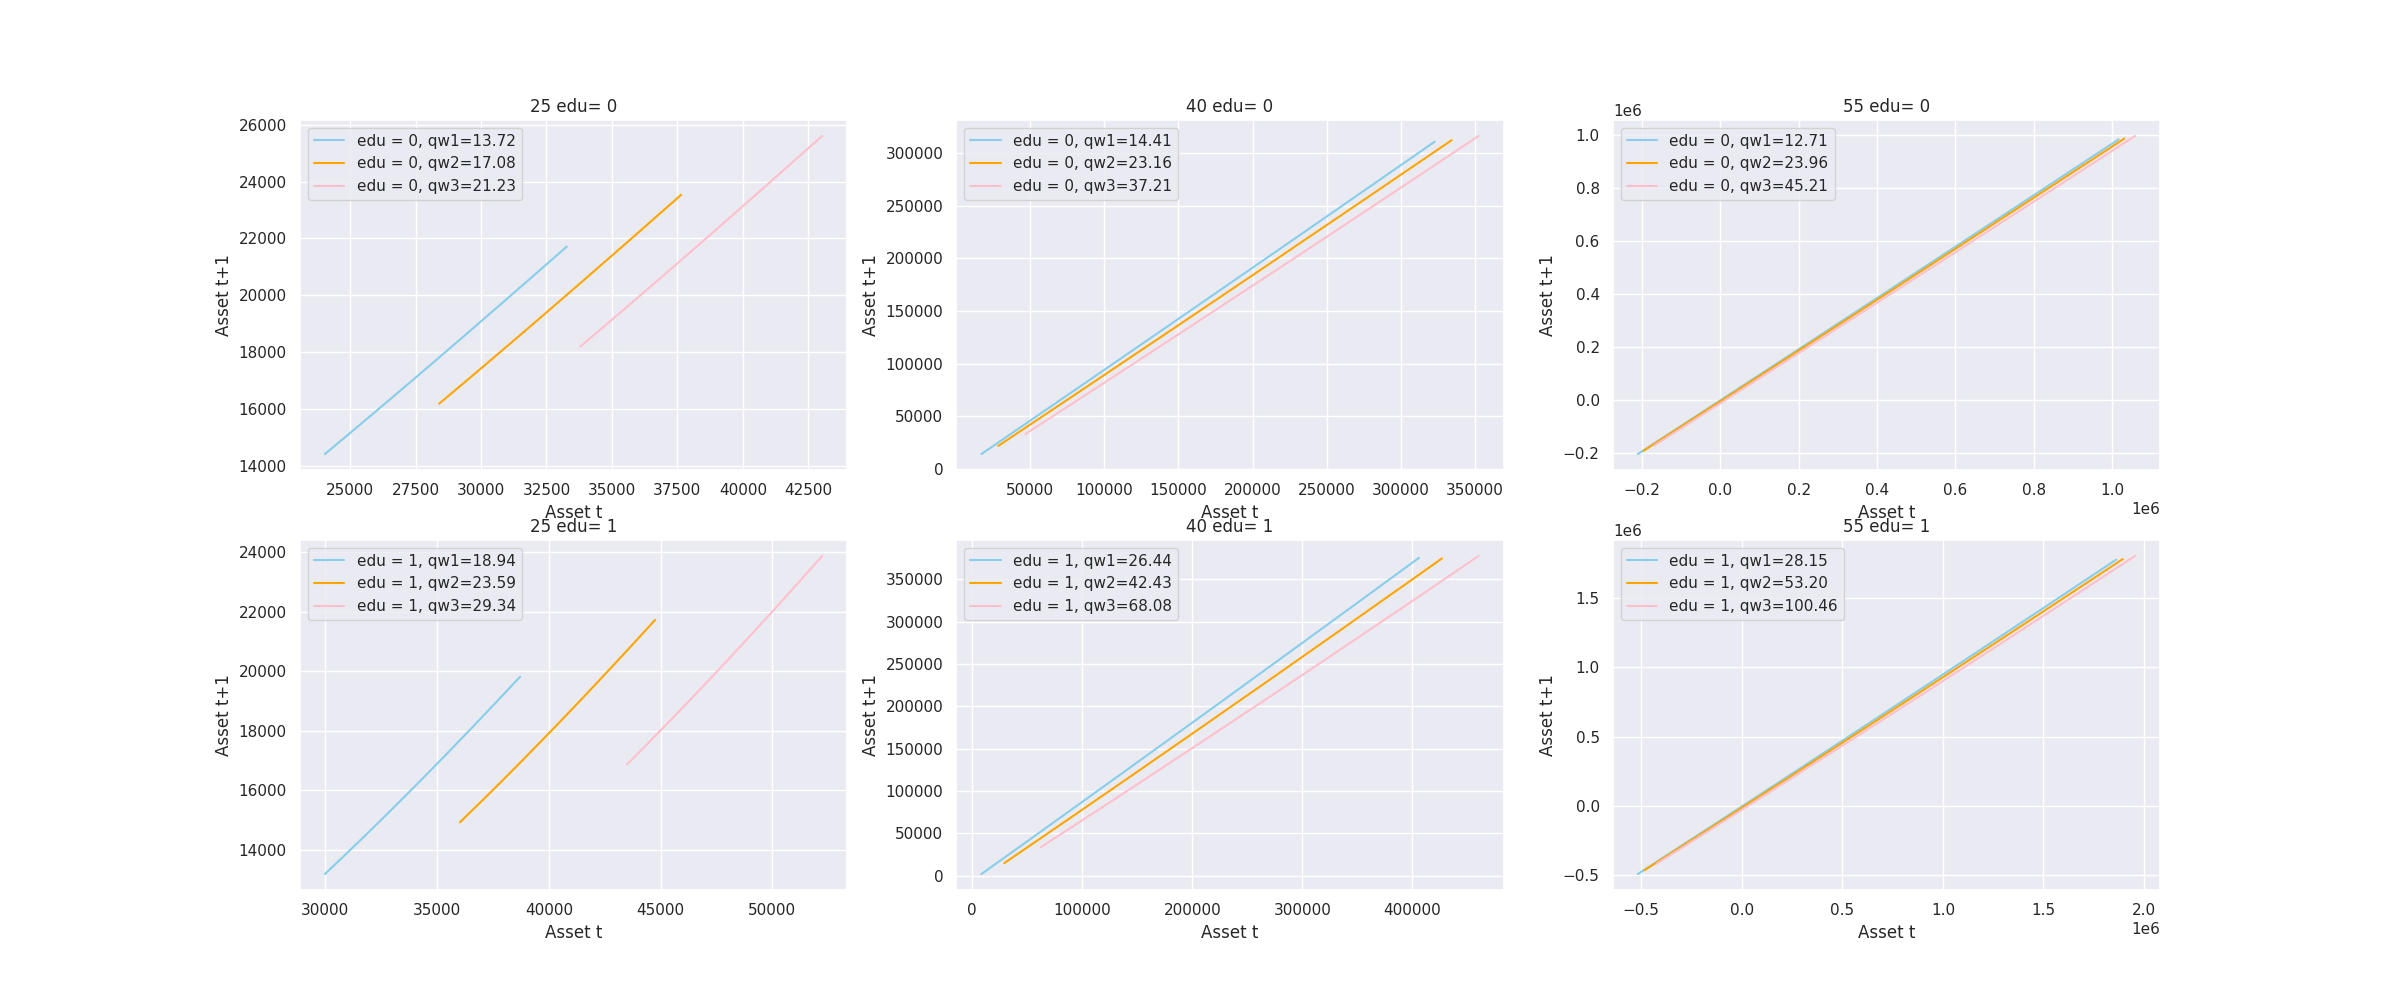 25 edu= 0
edu = 0, qw1=13.72
edu = 0, qw2=17.08
edu = 0, qw3=21.23
Asset t+1
26000
24000
22000
20000
18000
16000
14000
25000 27500 30000 32500 35000 37500 40000 42500
Asset t
40 edu= 0
edu = 0, qw1=14.41
edu = 0, qw2=23.16
edu = 0, qw3=37.21
Asset t+1
300000
250000
200000
150000
100000
50000
0
50000 100000 150000 200000 250000 300000 350000
Asset t
55 edu= 0
1e6
edu = 0, qw1=12.71
edu = 0, qw2=23.96
edu = 0, qw3=45.21
Asset t+1
1.0
0.8
0.6
0.4
0.2
0.0
−0.2
−0.2 0.0 0.2 0.4 0.6 0.8 1.0
1e6
Asset t
25 edu= 1
edu = 1, qw1=18.94
edu = 1, qw2=23.59
edu = 1, qw3=29.34
Asset t+1
24000
22000
20000
18000
16000
14000
30000 35000 40000 45000 50000
Asset t
40 edu= 1
edu = 1, qw1=26.44
edu = 1, qw2=42.43
edu = 1, qw3=68.08
Asset t+1
350000
300000
250000
200000
150000
100000
50000
0
0 100000 200000 300000 400000
Asset t
55 edu= 1
1e6
edu = 1, qw1=28.15
edu = 1, qw2=53.20
edu = 1, qw3=100.46
Asset t+1
1.5
1.0
0.5
0.0
−0.5
−0.5 0.0 0.5 1.0 1.5 2.0
1e6
Asset t